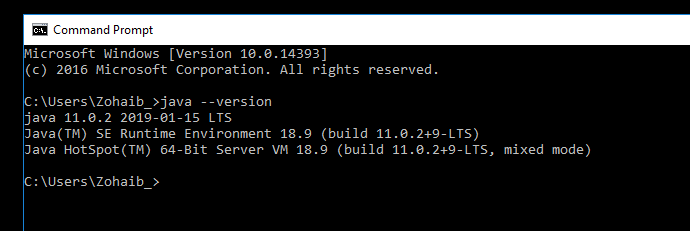 Command Prompt
Microsoft Windows [Version 10.0.14393]
(c) 2016 Microsoft Corporation. All rights reserved.
C:\Users\Zohaib_>java --version
java 11.0.2 2019-01-15 LTS
Java(TM) SE Runtime Environment 18.9 (build 11.0.2+9-LTS)
Java HotSpot(TM) 64-Bit Server VM 18.9 (build 11.0.2+9-LTS, mixed mode)
C:\Users\Zohaib_>